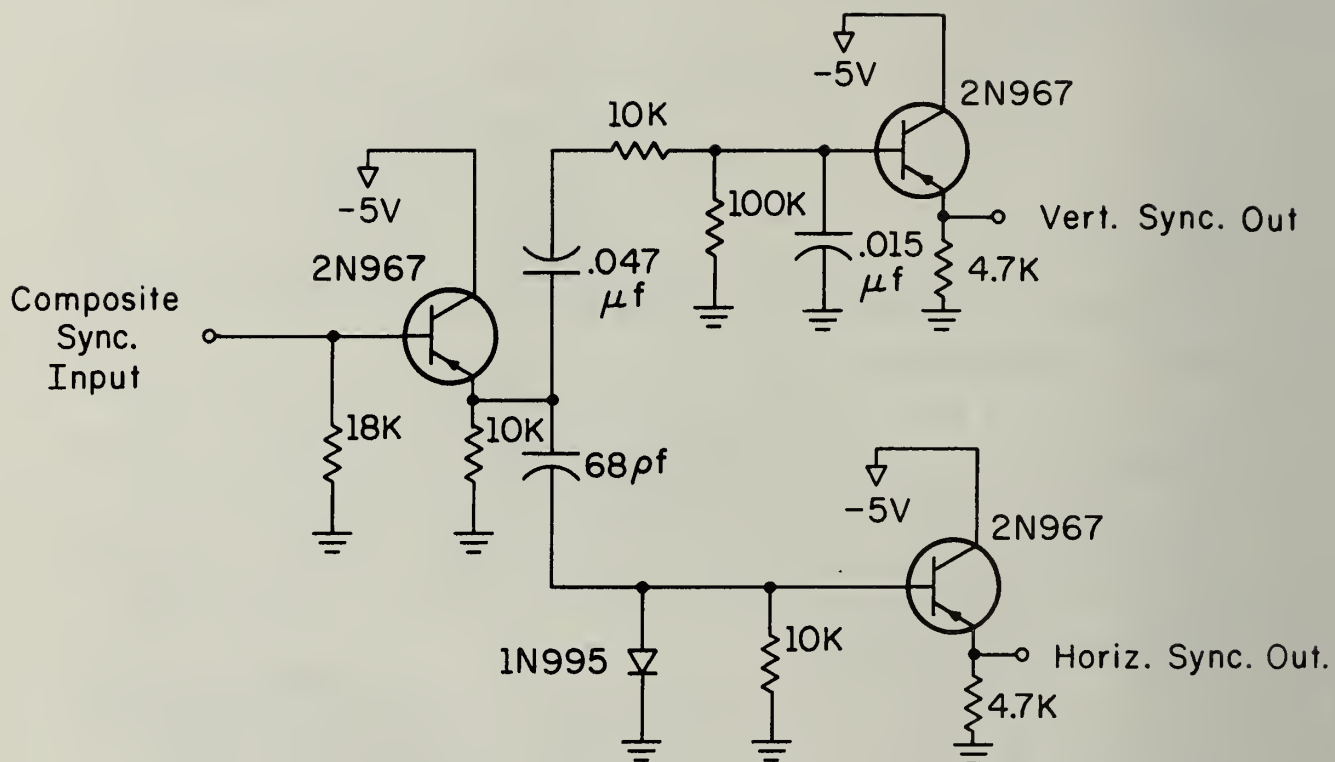 -5V
2N967
10K
-5V
100K
.015
μf
Vert. Sync. Out
4.7K
2N967
.047
μf
Composite
Sync.
Input
18K
10K
68pf
-5V
2N967
1N995
10K
Horiz. Sync. Out.
4.7K